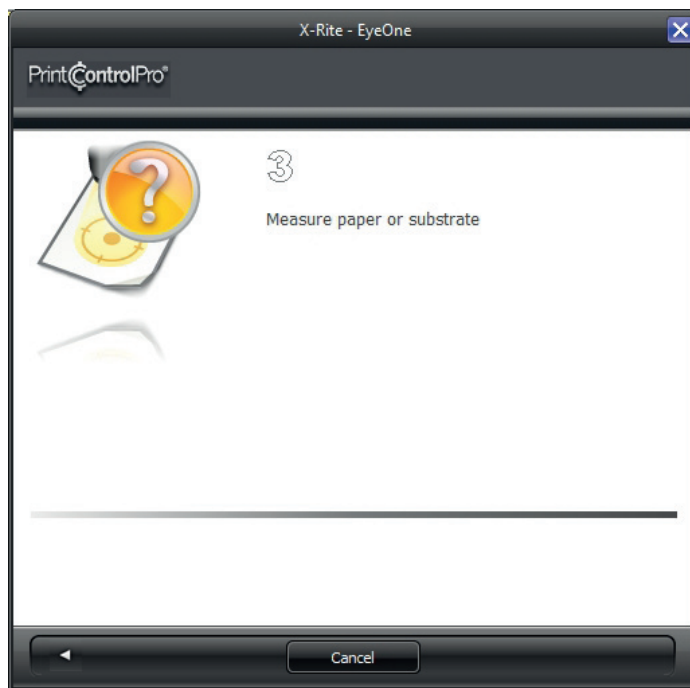 X-Rite - EyeOne
PrintControlPro®
3
Measure paper or substrate
Cancel